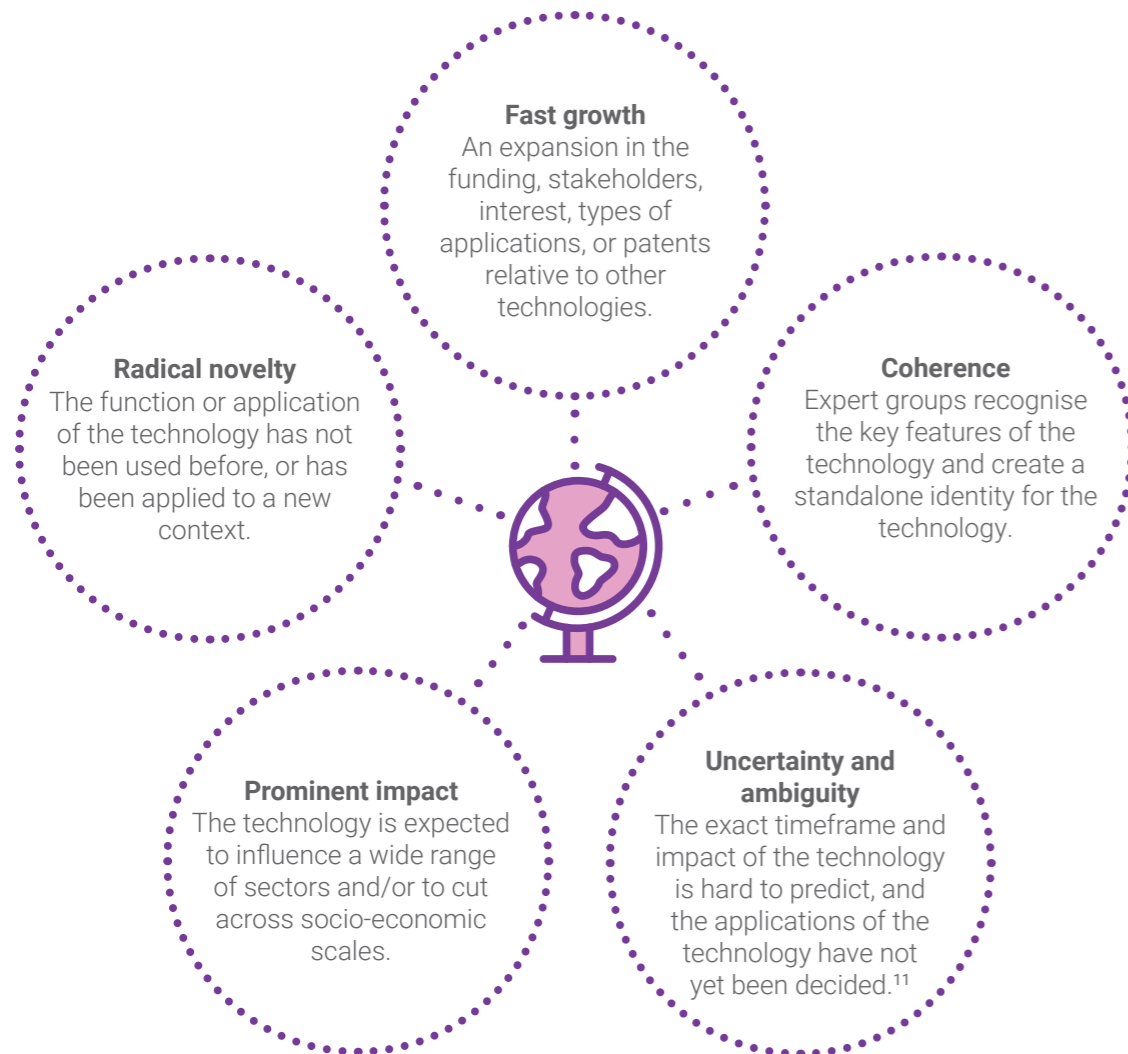 Fast growth
An expansion in the
funding, stakeholders,
interest, types of
applications, or patents
relative to other
technologies.
Radical novelty
The function or application
of the technology has not
been used before, or has
been applied to a new
context.
Coherence
Expert groups recognise
the key features of the
technology and create a
standalone identity for the
technology.
Prominent impact
The technology is expected
to influence a wide range
of sectors and/or to cut
across socio-economic
scales.
Uncertainty and
ambiguity
The exact timeframe and
impact of the technology
is hard to predict, and
the applications of the
technology have not
yet been decided.¹¹